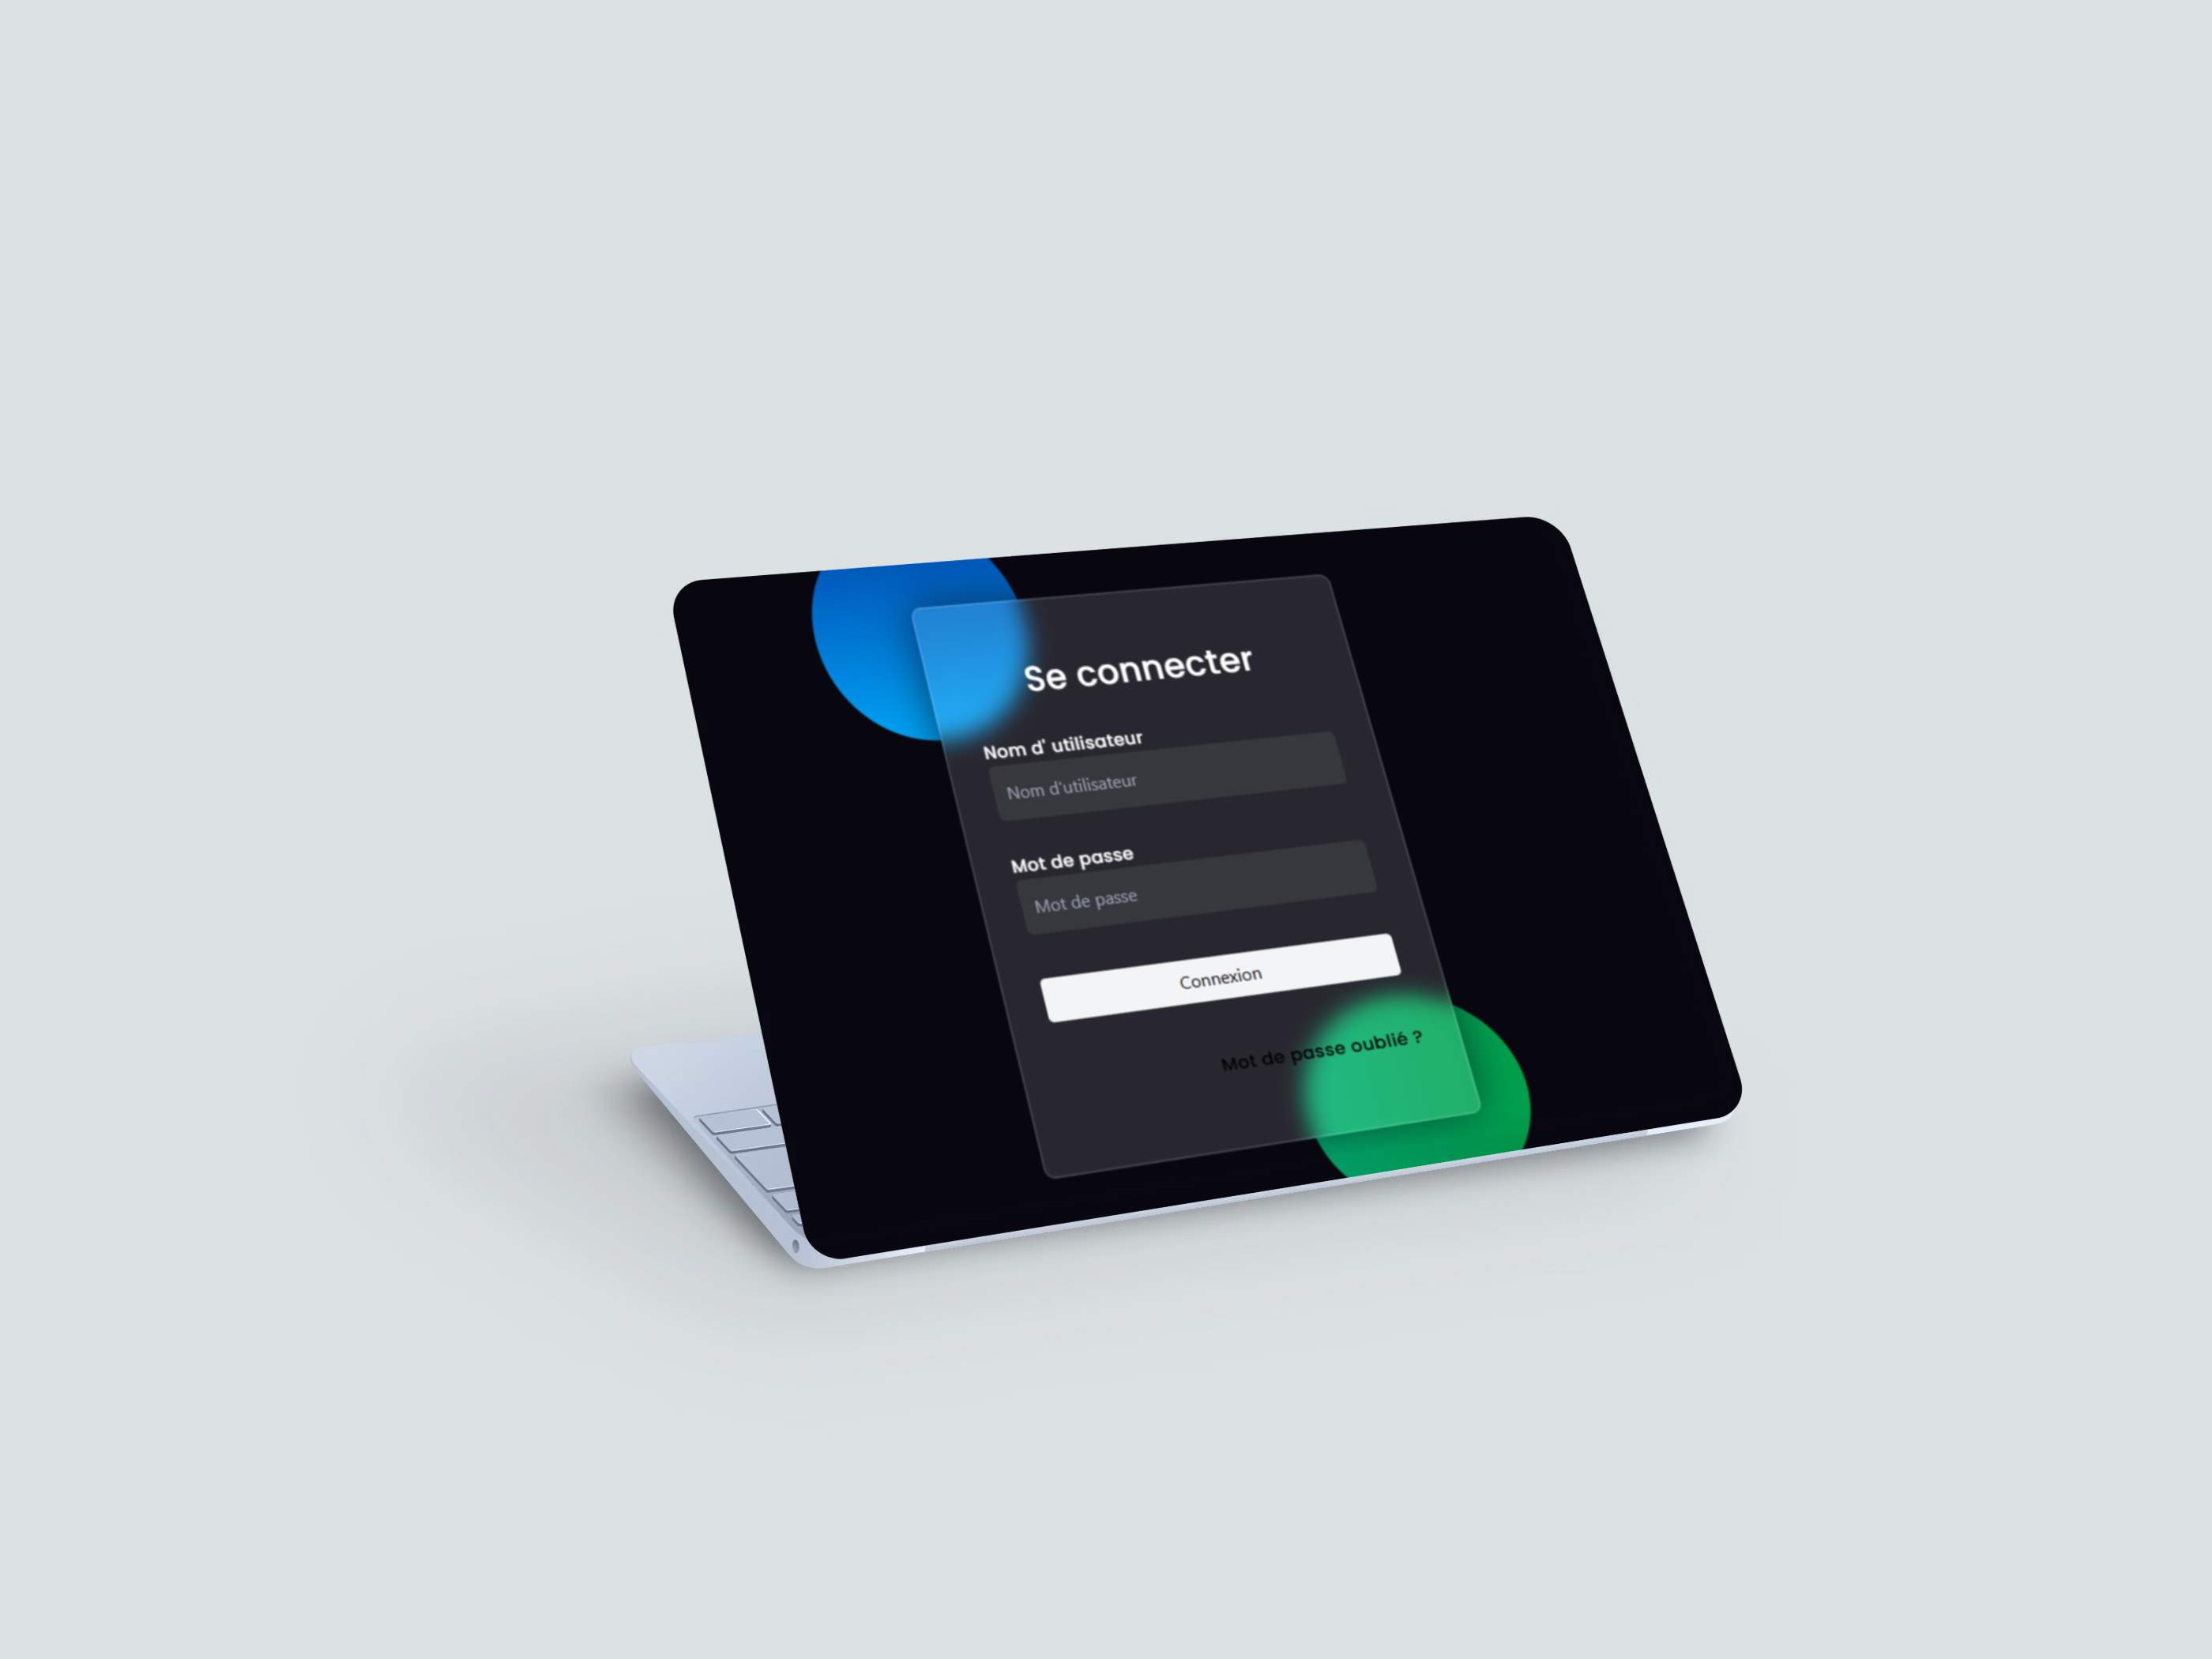 Se connecter
Nom d' utilisateur
Nom d'utilisateur
Mot de passe
Mot de passe
Connexion
Mot de passe oublié ?